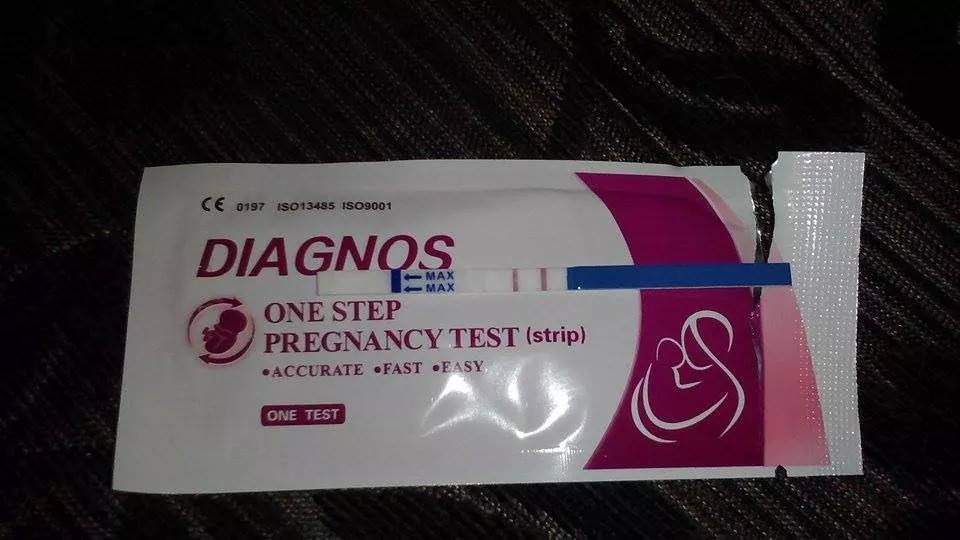 CE 0197 ISO13485 ISO9001
DIAGNOS
MAX
MAX
ONE STEP
PREGNANCY TEST (strip)
•ACCURATE •FAST •EASY
ONE TEST